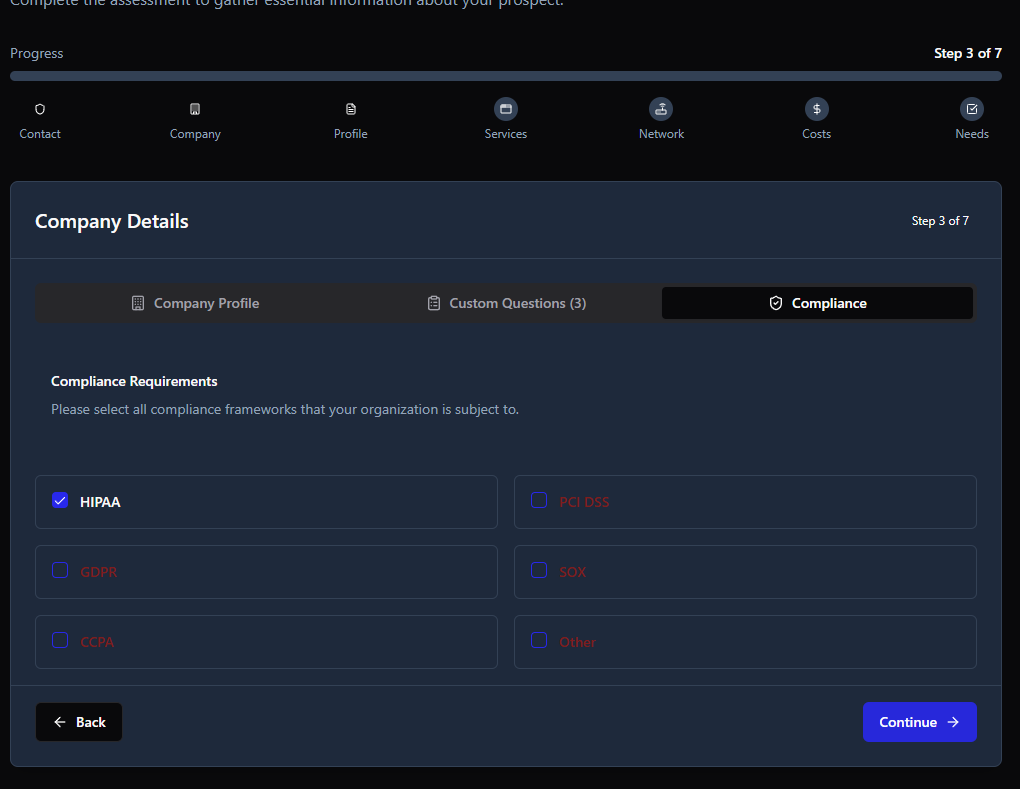 Complete the assessment to gather essential information about your prospect.
Progress
Step 3 of 7
Contact
Company
Profile
Services
Network
Costs
Needs
Company Details
Step 3 of 7
Company Profile
Custom Questions (3)
Compliance
Compliance Requirements
Please select all compliance frameworks that your organization is subject to.
HIPAA
PCI DSS
GDPR
SOX
CCPA
Other
Back
Continue